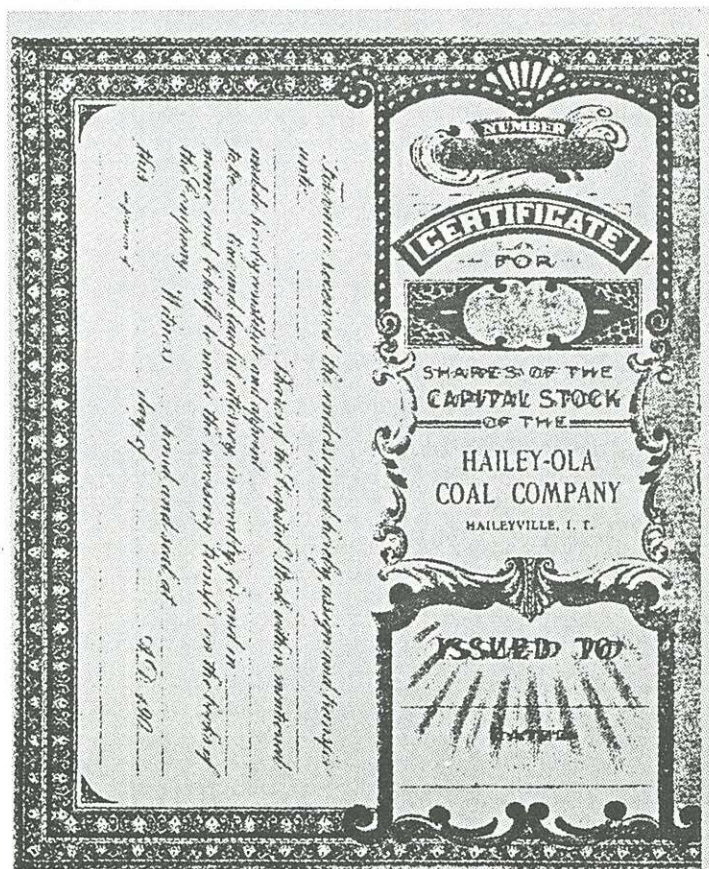 NUMBER
CERTIFICATE
FOR
SHARES OF THE
CAPITAL STOCK
OF THE
HAILEY-OLA
COAL COMPANY
HAILEYVILLE, I. T.
ISSUED TO
DATED
For value received the undersigned hereby assign and transfer
unto
Shares of the Capital Stock within mentioned
and do hereby constitute and appoint
to be true and lawful attorney, irrevocably, for and in
name and behalf to make the necessary transfer on the books of
the Company. Witness hand and seal at
this day of A.D. 190